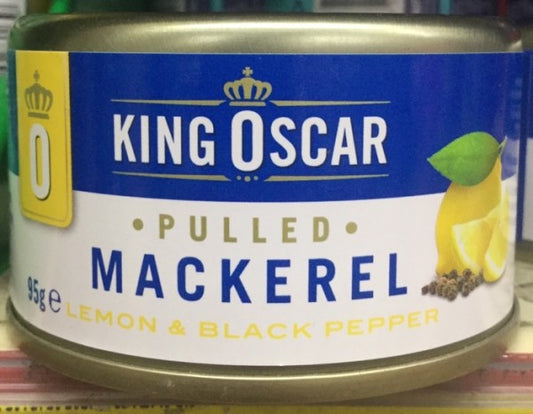 O
KING OSCAR
• PULLED •
MACKEREL
95g e
LEMON & BLACK PEPPER